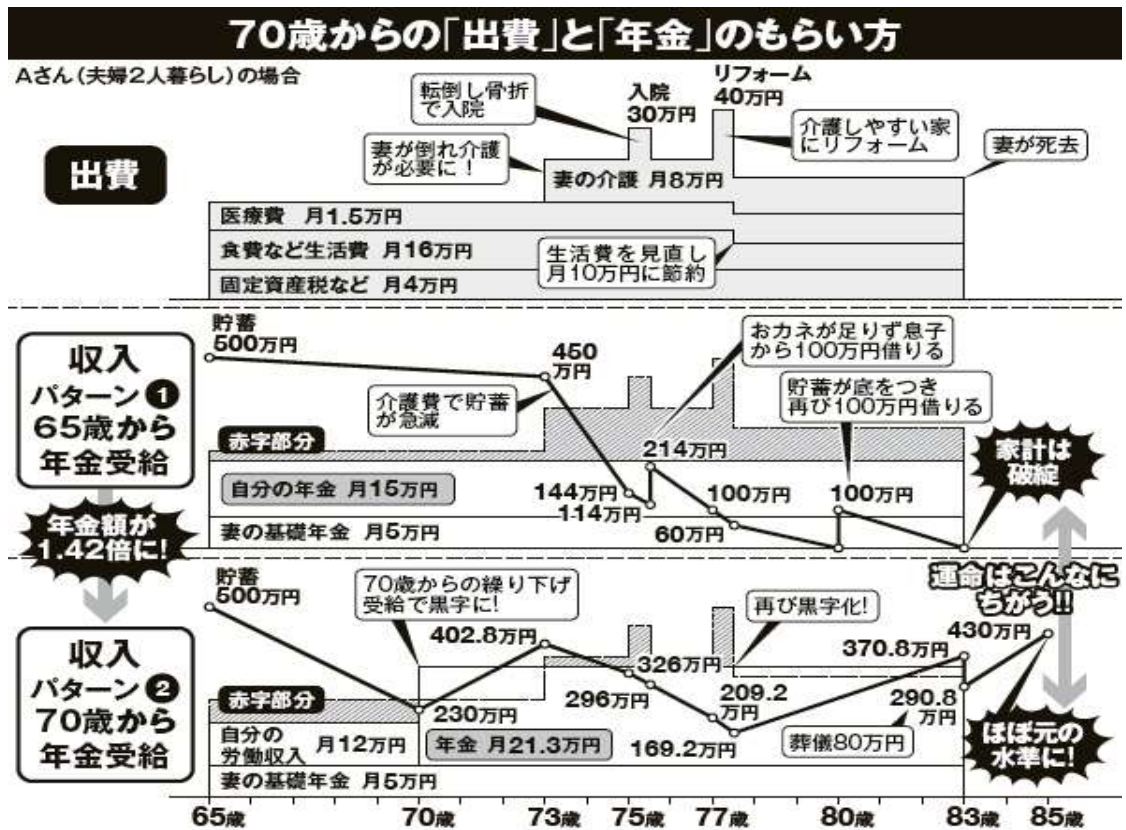 70歳からの「出費」と「年金」のもらい方
Aさん(夫婦2人暮らし)の場合
出費
転倒し骨折
で入院
入院
30万円
リフォーム
40万円
介護しやすい家
にリフォーム
妻が死去
妻が倒れ介護
が必要に!
妻の介護 月8万円
医療費 月1.5万円
食費など生活費 月16万円
生活費を見直し
月10万円に節約
固定資産税など 月4万円
収入
パターン❶
65歳から
年金受給
貯蓄
500万円
450
万円
介護費で貯蓄
が急減
おカネが足りず息子
から100万円借りる
貯蓄が底をつき
再び100万円借りる
赤字部分
214万円
家計は
破綻
自分の年金 月15万円
144万円
114万円
100万円
100万円
60万円
妻の基礎年金 月5万円
年金額が
1.42倍に!
運命はこんなに
ちがう!!
収入
パターン❷
70歳から
年金受給
貯蓄
500万円
70歳からの繰り下げ
受給で黒字に!
402.8万円
再び黒字化!
430万円
370.8万円
326万円
赤字部分
230万円
296万円
209.2
万円
290.8
万円
自分の
労働収入
月12万円
年金 月21.3万円
169.2万円
葬儀80万円
ほぼ元の
水準に!
妻の基礎年金 月5万円
65歳 70歳 73歳 75歳 77歳 80歳 83歳 85歳